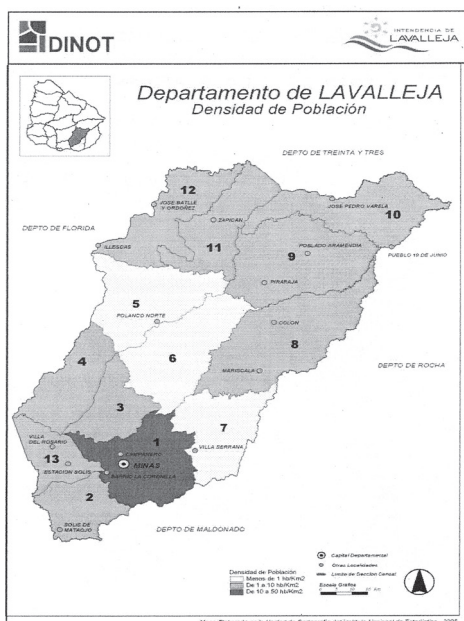 DINOT
INTENDENCIA DE
LAVALLEJA
Departamento de LAVALLEJA
Densidad de Población
DEPTO DE TREINTA Y TRES
12
JOSE BATLLE
Y ORDOÑEZ
JOSE PEDRO VARELA
10
ZAPICAN
DEPTO DE FLORIDA
11
9
POBLADO ARAMENDIA
ILLESCAS
PUEBLO 19 DE JUNIO
PIRARAJA
5
POLANCO NORTE
COLON
8
6
4
MARISCALA
DEPTO DE ROCHA
3
7
1
VILLA
DEL ROSARIO
VILLA SERRANA
CAMPANERO
13
MINAS
ESTACION SOLIS
BARRIO LA CORONILLA
2
SOLIS DE
MATAOJO
DEPTO DE MALDONADO
Capital Departamental
Otras Localidades
Límite de Seccion Censal
Escala Gráfica
Densidad de Población
Menos de 1 hb/Km2
De 1 a 10 hb/Km2
De 10 a 50 hb/Km2